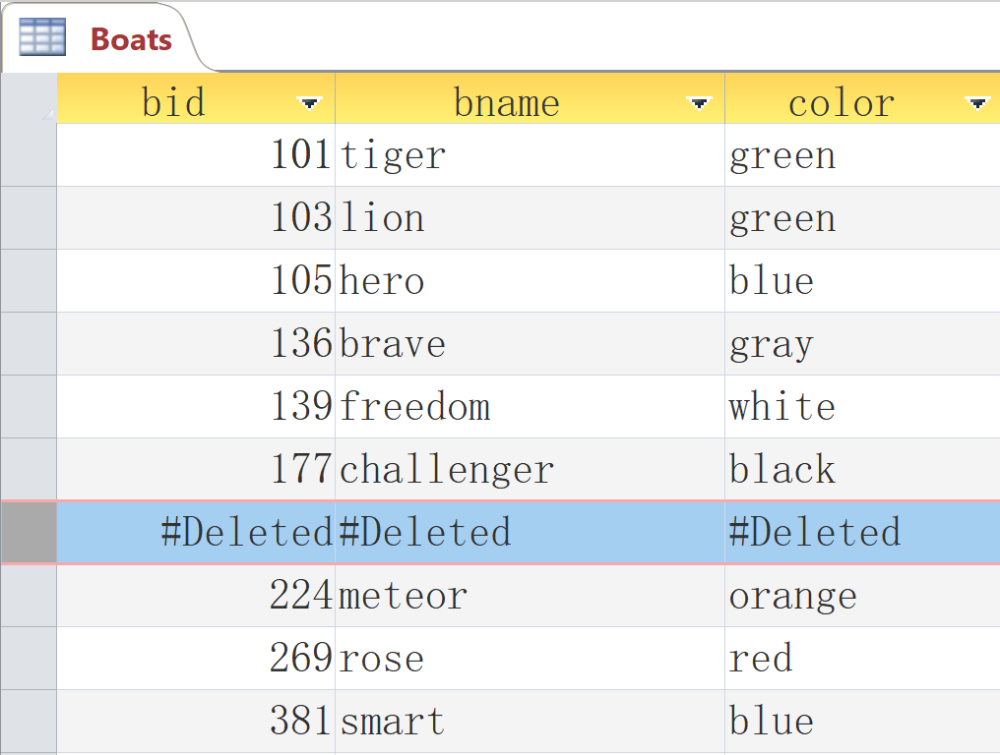 Boats
bid bname color
101 tiger green
103 lion green
105 hero blue
136 brave gray
139 freedom white
177 challenger black
#Deleted #Deleted #Deleted
224 meteor orange
269 rose red
381 smart blue